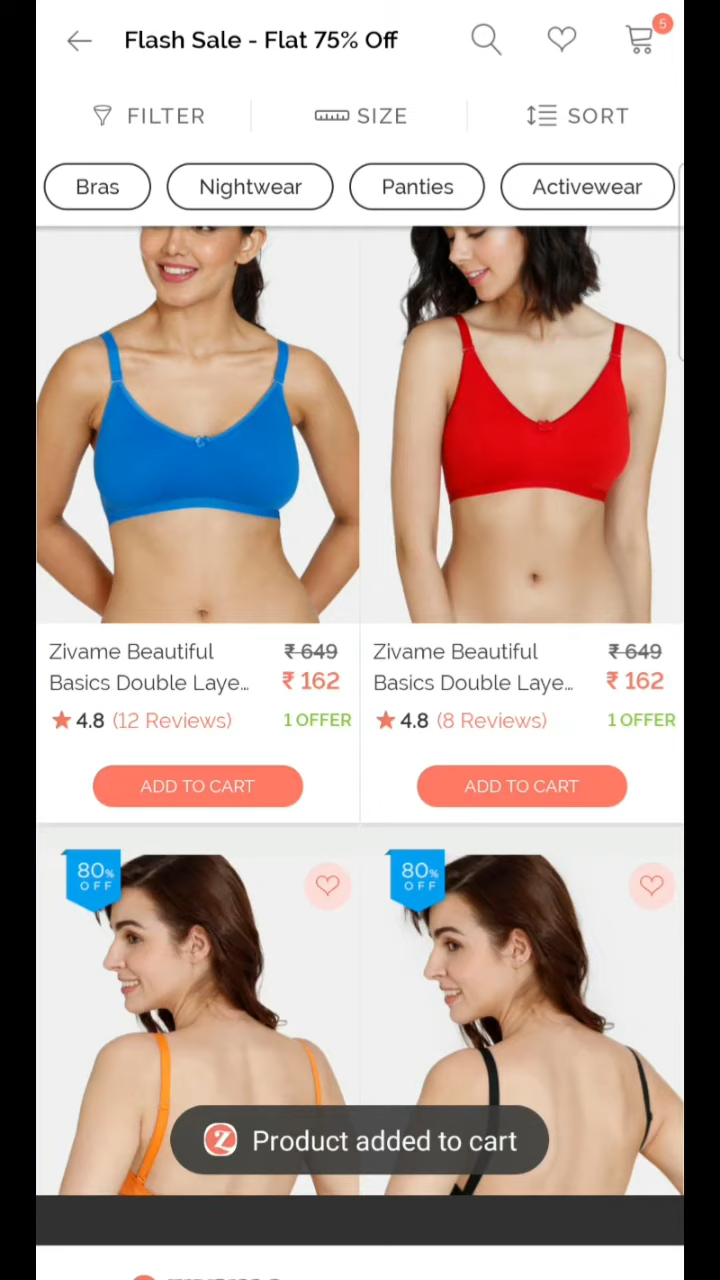 Flash Sale - Flat 75% Off
5
FILTER
SIZE
SORT
Bras
Nightwear
Panties
Activewear
Zivame Beautiful
Basics Double Laye…
₹ 649
₹ 162
4.8 (12 Reviews)
1 OFFER
ADD TO CART
Zivame Beautiful
Basics Double Laye…
₹ 649
₹ 162
4.8 (8 Reviews)
1 OFFER
ADD TO CART
80%
OFF
80%
OFF
Z
Product added to cart